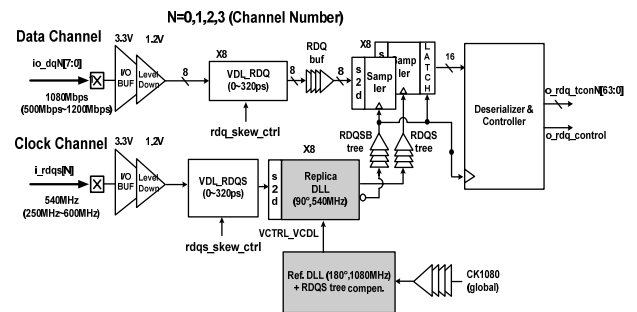 N=0,1,2,3 (Channel Number)
Data Channel
3.3V 1.2V
io_dqN[7:0]
I/O BUF
Level Down
1080Mbps
(500Mbps~1200Mbps)
8
X8
VDL_RDQ
(0~320ps)
rdq_skew_ctrl
8
RDQ
buf
8
X8
s2d
Sampler
s
Sampler
LATCH
16
Deserializer &
Controller
o_rdq_tconN[63:0]
o_rdq_control
RDQSB
tree
RDQS
tree
Clock Channel
3.3V 1.2V
i_rdqs[N]
I/O BUF
Level Down
540MHz
(250MHz~600MHz)
VDL_RDQS
(0~320ps)
rdqs_skew_ctrl
X8
s2d
Replica
DLL
(90°,540MHz)
VCTRL_VCDL
Ref. DLL (180°,1080MHz)
+ RDQS tree compen.
CK1080
(global)